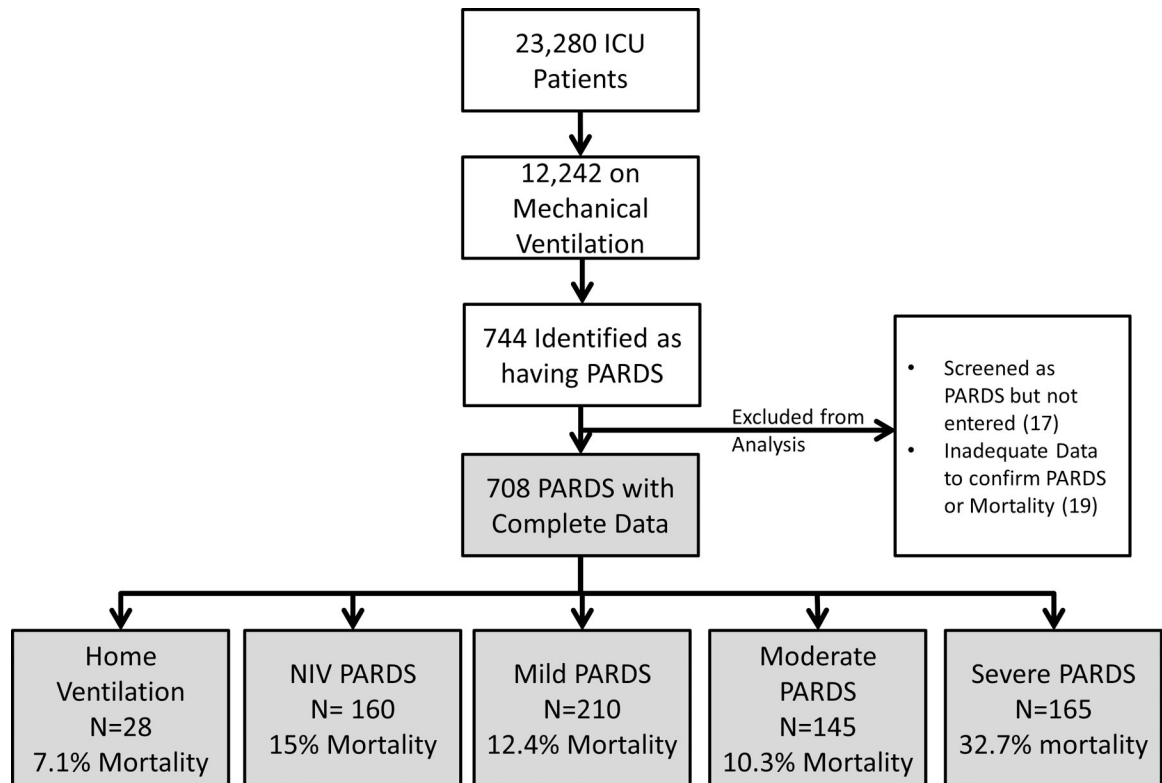 23,280 ICU
Patients
12,242 on
Mechanical
Ventilation
744 Identified as
having PARDS
Excluded from
Analysis
• Screened as
PARDS but not
entered (17)
• Inadequate Data
to confirm PARDS
or Mortality (19)
708 PARDS with
Complete Data
Home
Ventilation
N=28
7.1% Mortality
NIV PARDS
N= 160
15% Mortality
Mild PARDS
N=210
12.4% Mortality
Moderate
PARDS
N=145
10.3% Mortality
Severe PARDS
N=165
32.7% mortality